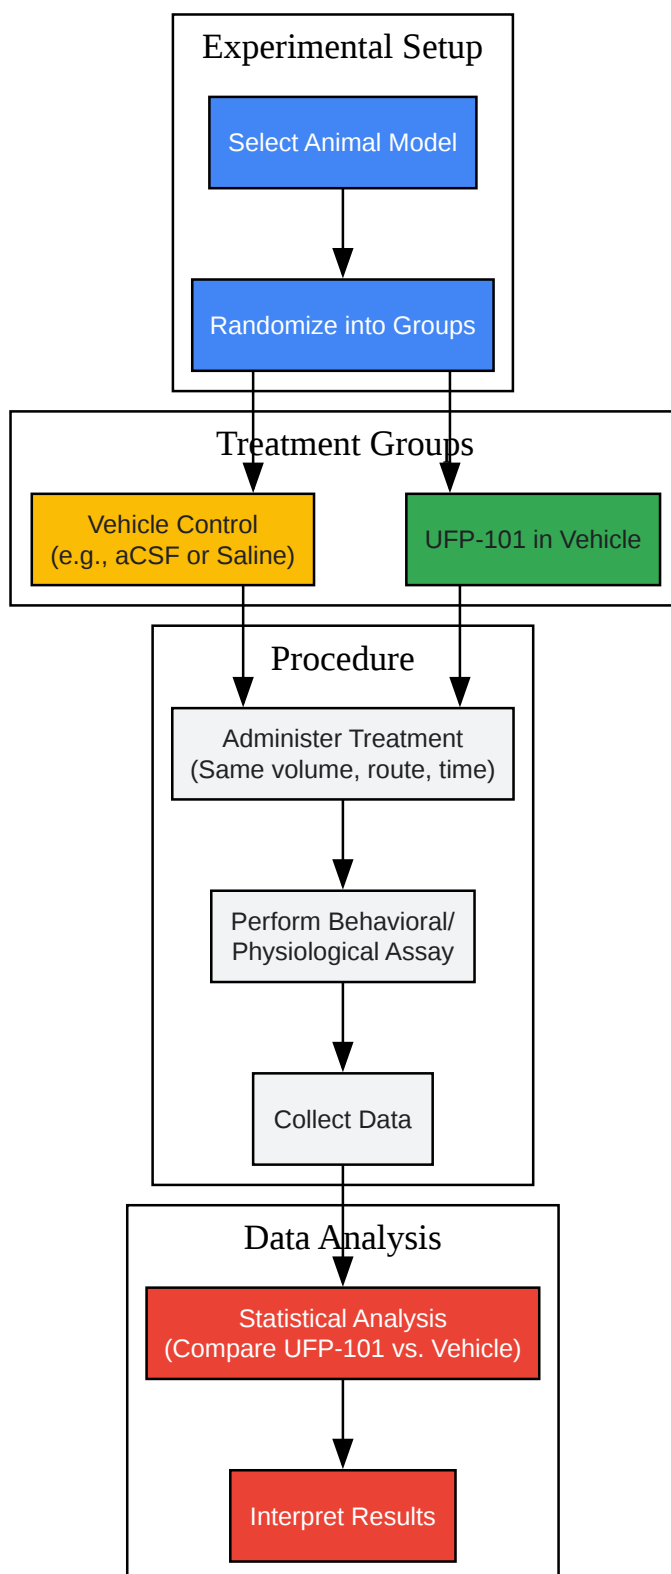 Experimental Setup
Select Animal Model
Randomize into Groups
Treatment Groups
Vehicle Control
(e.g., aCSF or Saline)
UFP-101 in Vehicle
Procedure
Administer Treatment
(Same volume, route, time)
Perform Behavioral/
Physiological Assay
Collect Data
Data Analysis
Statistical Analysis
(Compare UFP-101 vs. Vehicle)
Interpret Results